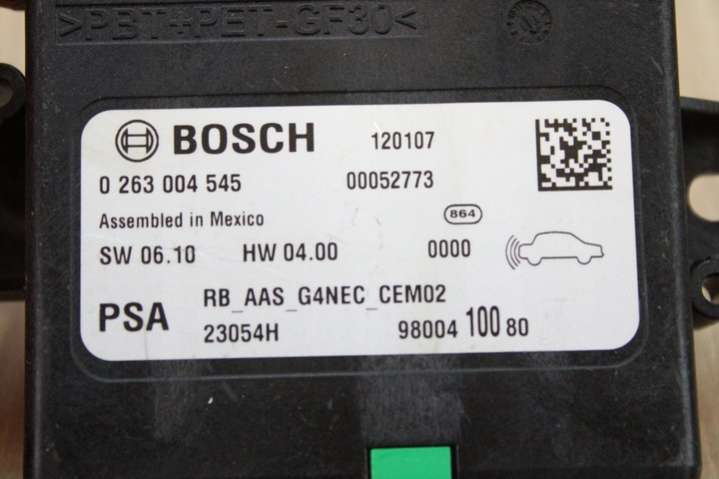 >PBT+PET-GF30<
BOSCH 120107
0 263 004 545 00052773
Assembled in Mexico 864
SW 06.10 HW 04.00 0000
PSA RB_AAS_G4NEC_CEM02
23054H 98004 100 80